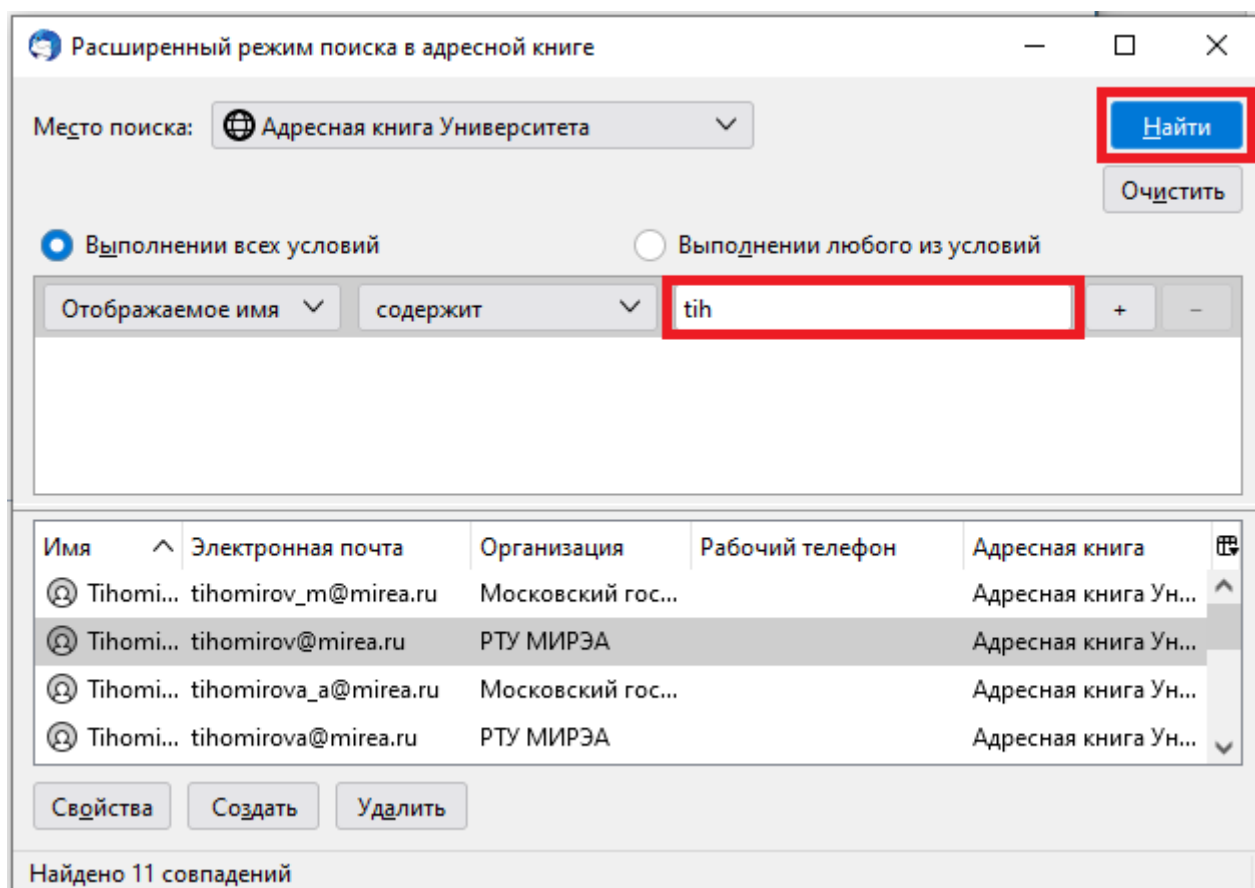 Расширенный режим поиска в адресной книге
Место поиска: Адресная книга Университета Найти
Очистить
Выполнении всех условий Выполнении любого из условий
Отображаемое имя содержит tih + −
Имя Электронная почта Организация Рабочий телефон Адресная книга
Tihomi... tihomirov_m@mirea.ru Московский гос... Адресная книга Ун...
Tihomi... tihomirov@mirea.ru РТУ МИРЭА Адресная книга Ун...
Tihomi... tihomirova_a@mirea.ru Московский гос... Адресная книга Ун...
Tihomi... tihomirova@mirea.ru РТУ МИРЭА Адресная книга Ун...
Свойства Создать Удалить
Найдено 11 совпадений